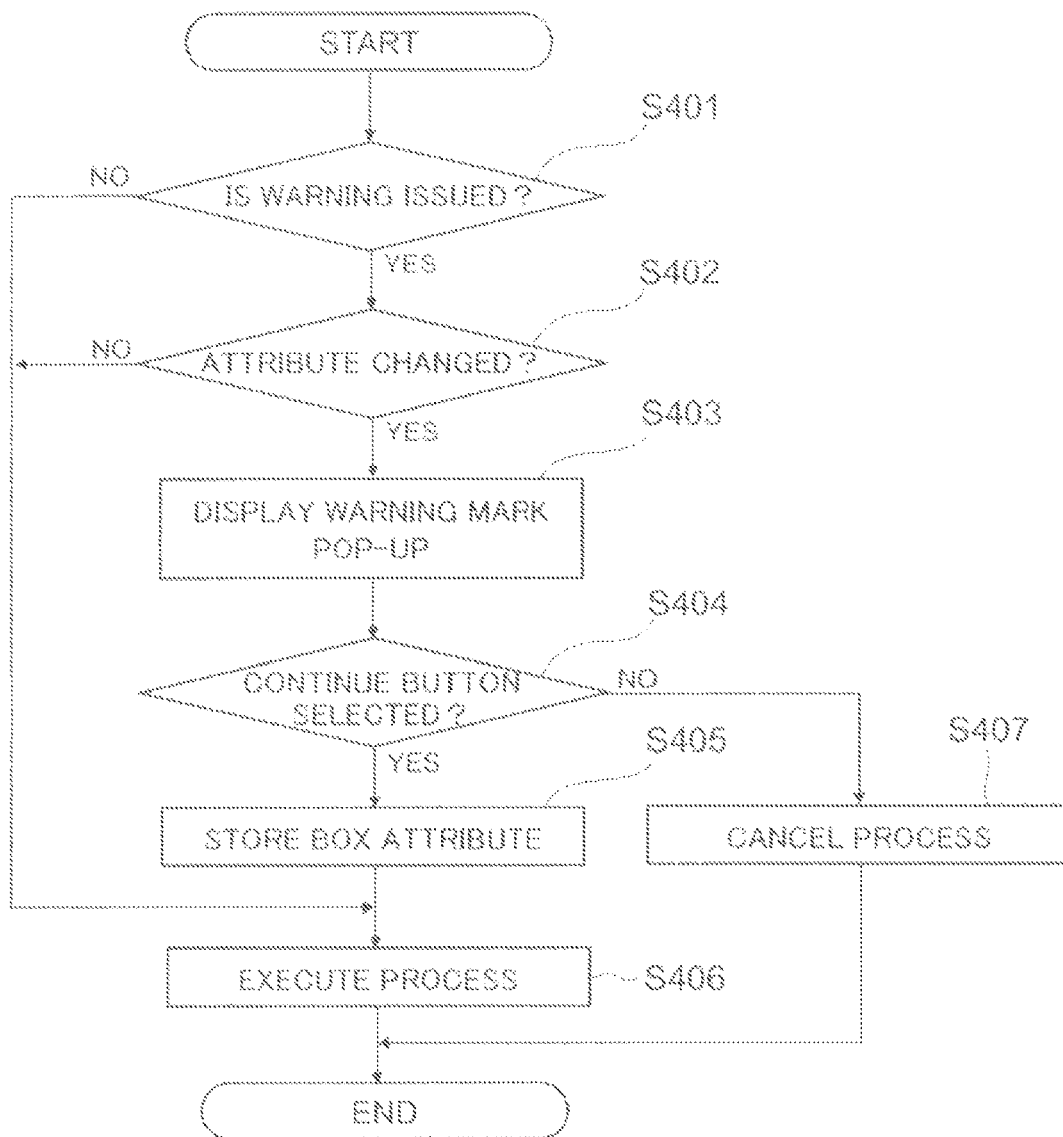 START
S401
NO
IS WARNING ISSUED?
YES
S402
NO
ATTRIBUTE CHANGED?
YES
S403
DISPLAY WARNING MARK
POP-UP
S404
CONTINUE BUTTON
SELECTED?
NO
YES
S405
S407
STORE BOX ATTRIBUTE
CANCEL PROCESS
EXECUTE PROCESS
S406
END